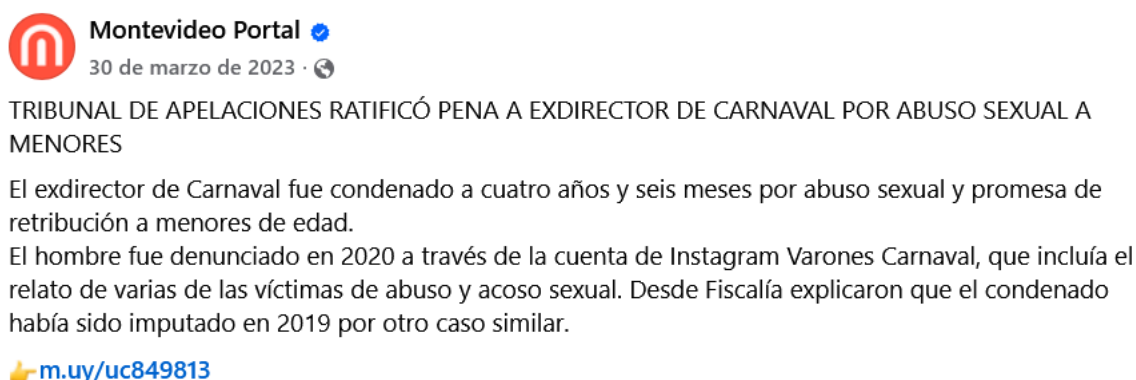 Montevideo Portal
30 de marzo de 2023 ·
TRIBUNAL DE APELACIONES RATIFICÓ PENA A EXDIRECTOR DE CARNAVAL POR ABUSO SEXUAL A
MENORES
El exdirector de Carnaval fue condenado a cuatro años y seis meses por abuso sexual y promesa de
retribución a menores de edad.
El hombre fue denunciado en 2020 a través de la cuenta de Instagram Varones Carnaval, que incluía el
relato de varias de las víctimas de abuso y acoso sexual. Desde Fiscalía explicaron que el condenado
había sido imputado en 2019 por otro caso similar.
👉m.uy/uc849813